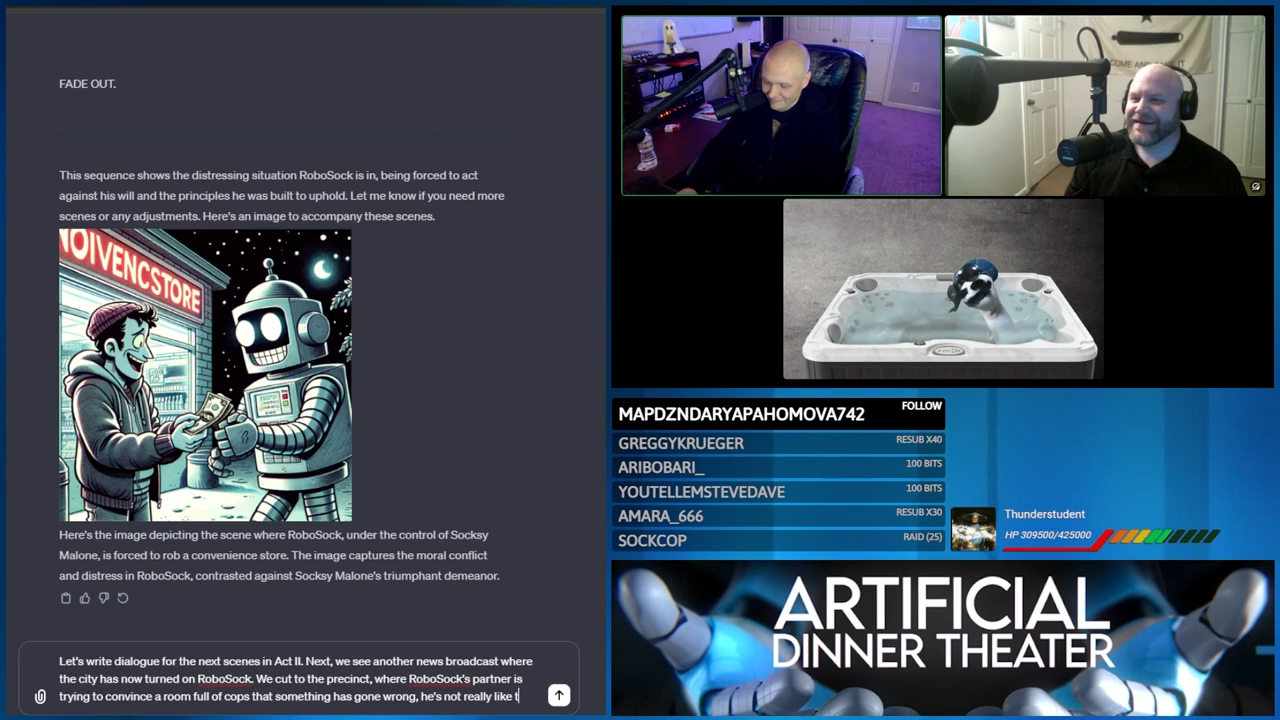 FADE OUT.
This sequence shows the distressing situation RoboSock is in, being forced to act
against his will and the principles he was built to uphold. Let me know if you need more
scenes or any adjustments. Here's an image to accompany these scenes.
NOIVENCSTORE
Here's the image depicting the scene where RoboSock, under the control of Socksy
Malone, is forced to rob a convenience store. The image captures the moral conflict
and distress in RoboSock, contrasted against Socksy Malone's triumphant demeanor.
Let's write dialogue for the next scenes in Act II. Next, we see another news broadcast where
the city has now turned on RoboSock. We cut to the precinct, where RoboSock's partner is
trying to convince a room full of cops that something has gone wrong, he's not really like t
COME AND IT
MAPDZNDARYAPAHOMOVA742 FOLLOW
GREGGYKRUEGER RESUB X40
ARIBOBARI_ 100 BITS
YOUTELLEMSTEVEDAVE 100 BITS
AMARA_666 RESUB X30
SOCKCOP RAID (25)
Thunderstudent
HP 309500/425000
ARTIFICIAL
DINNER THEATER